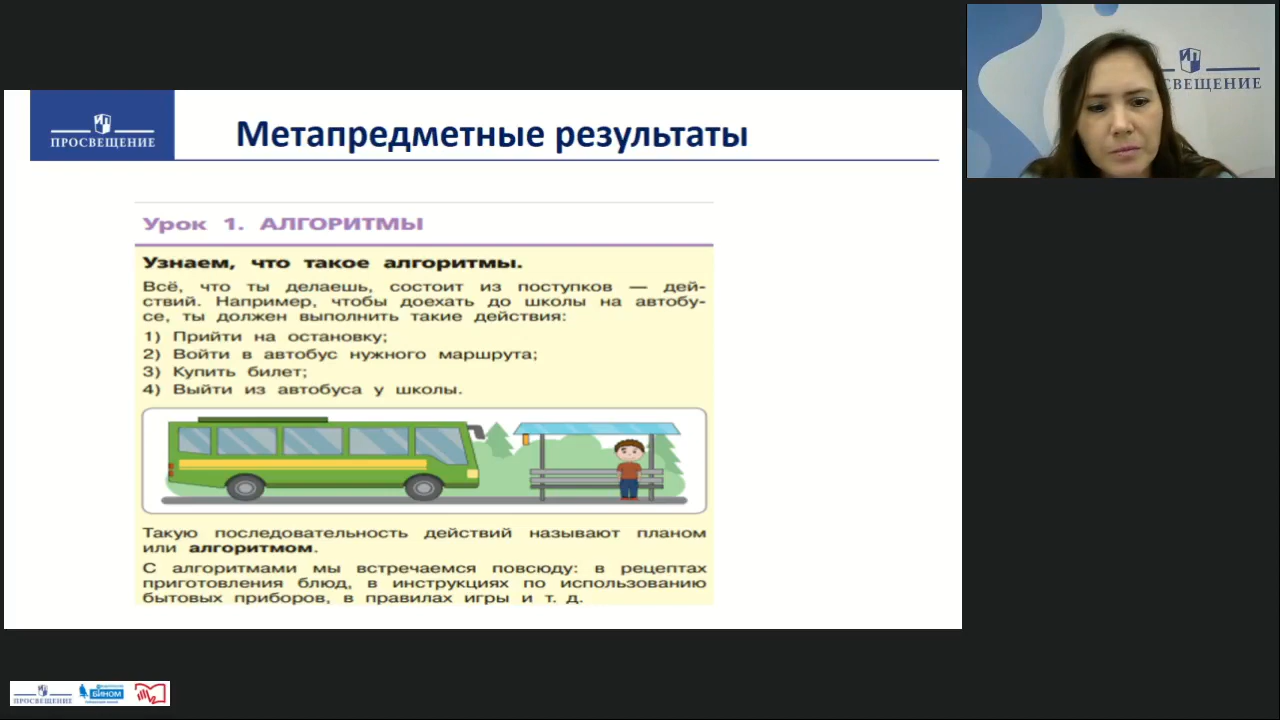 ПРОСВЕЩЕНИЕ
Метапредметные результаты
Урок 1. АЛГОРИТМЫ
Узнаем, что такое алгоритмы.
Всё, что ты делаешь, состоит из поступков — дей-
ствий. Например, чтобы доехать до школы на автобу-
се, ты должен выполнить такие действия:
1) Прийти на остановку;
2) Войти в автобус нужного маршрута;
3) Купить билет;
4) Выйти из автобуса у школы.
Такую последовательность действий называют планом
или алгоритмом.
С алгоритмами мы встречаемся повсюду: в рецептах
приготовления блюд, в инструкциях по использованию
бытовых приборов, в правилах игры и т. д.
СВЕЩЕНИЕ
ПРОСВЕЩЕНИЕ
БИНОМ